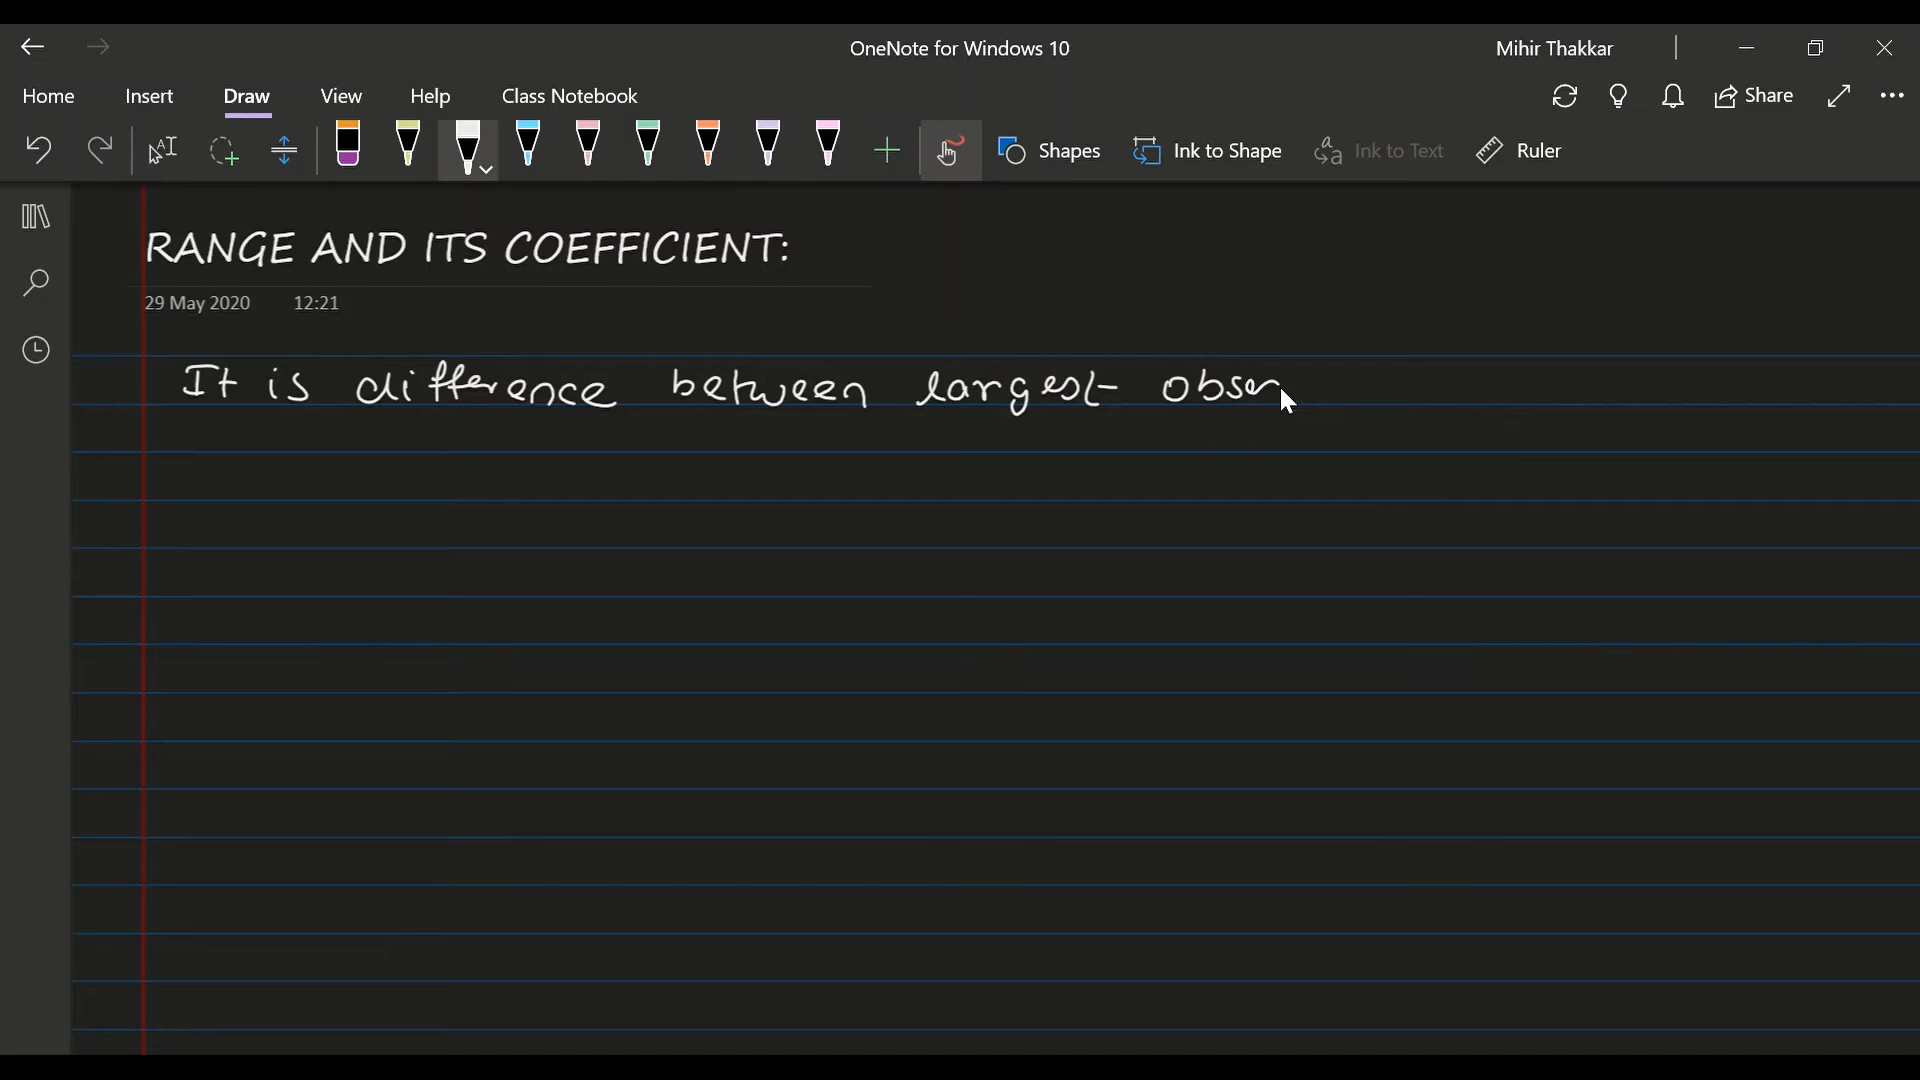 OneNote for Windows 10
Mihir Thakkar
Home Insert Draw View Help Class Notebook Share
Shapes Ink to Shape Ink to Text Ruler
RANGE AND ITS COEFFICIENT:
29 May 2020 12:21
It is difference between largest obser